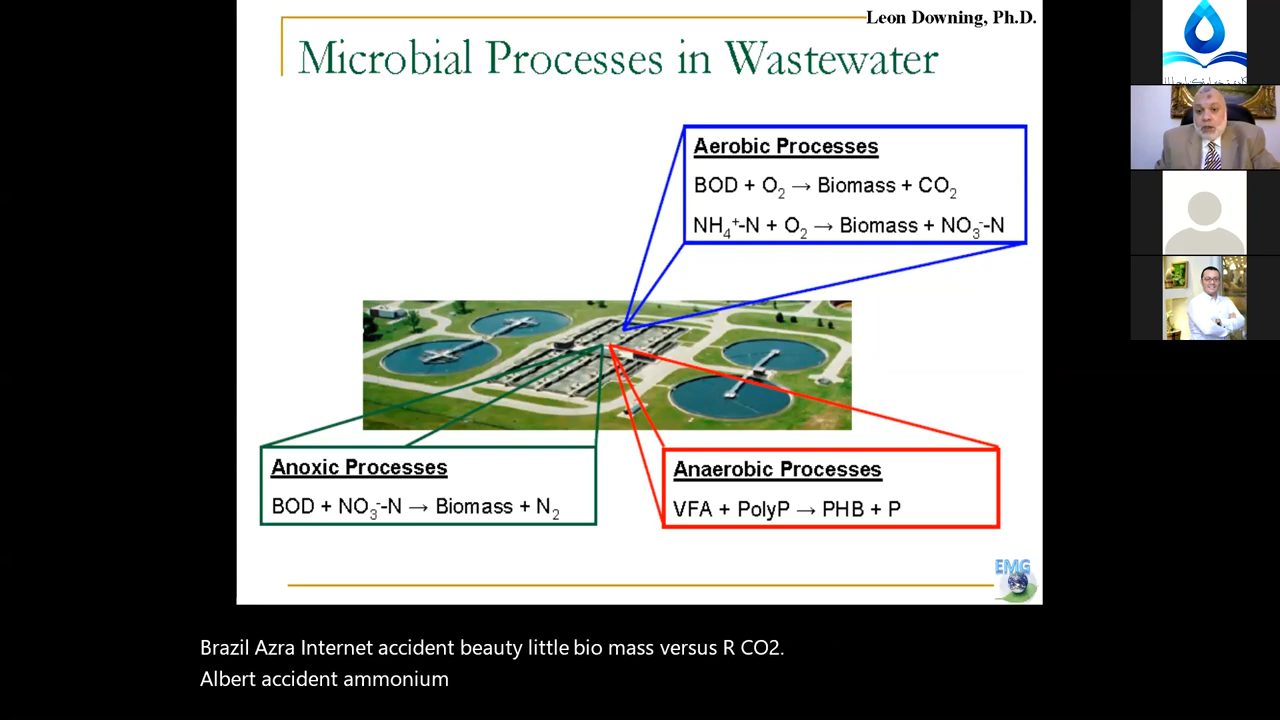 Leon Downing, Ph.D.
Microbial Processes in Wastewater
Aerobic Processes
BOD + O₂ → Biomass + CO₂
NH₄⁺-N + O₂ → Biomass + NO₃⁻-N
Anoxic Processes
BOD + NO₃⁻-N → Biomass + N₂
Anaerobic Processes
VFA + PolyP → PHB + P
EMG
Brazil Azra Internet accident beauty little bio mass versus R CO2.
Albert accident ammonium